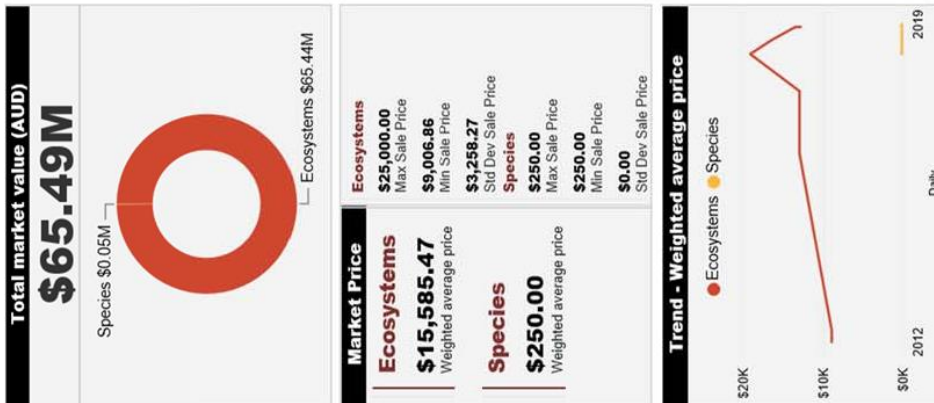 Total market value (AUD)
$65.49M
Species $0.05M
Ecosystems $65.44M
Market Price
Ecosystems
$15,585.47
Weighted average price
Species
$250.00
Weighted average price
Ecosystems
$25,000.00
Max Sale Price
$9,006.86
Min Sale Price
$3,258.27
Std Dev Sale Price
Species
$250.00
Max Sale Price
$250.00
Min Sale Price
$0.00
Std Dev Sale Price
Trend - Weighted average price
Ecosystems Species
$20K
$10K
$0K
2012 2019
Daily